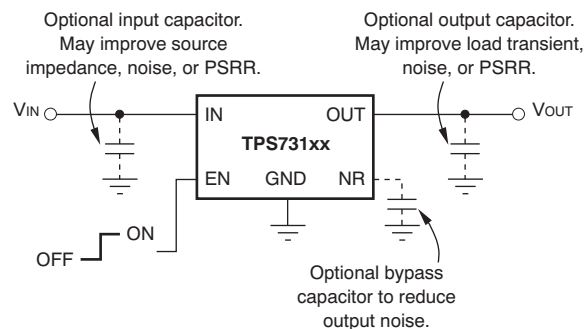 Optional input capacitor.
May improve source
impedance, noise, or PSRR.
Optional output capacitor.
May improve load transient,
noise, or PSRR.
VIN
IN
OUT
VOUT
TPS731xx
EN
GND
NR
ON
OFF
Optional bypass
capacitor to reduce
output noise.